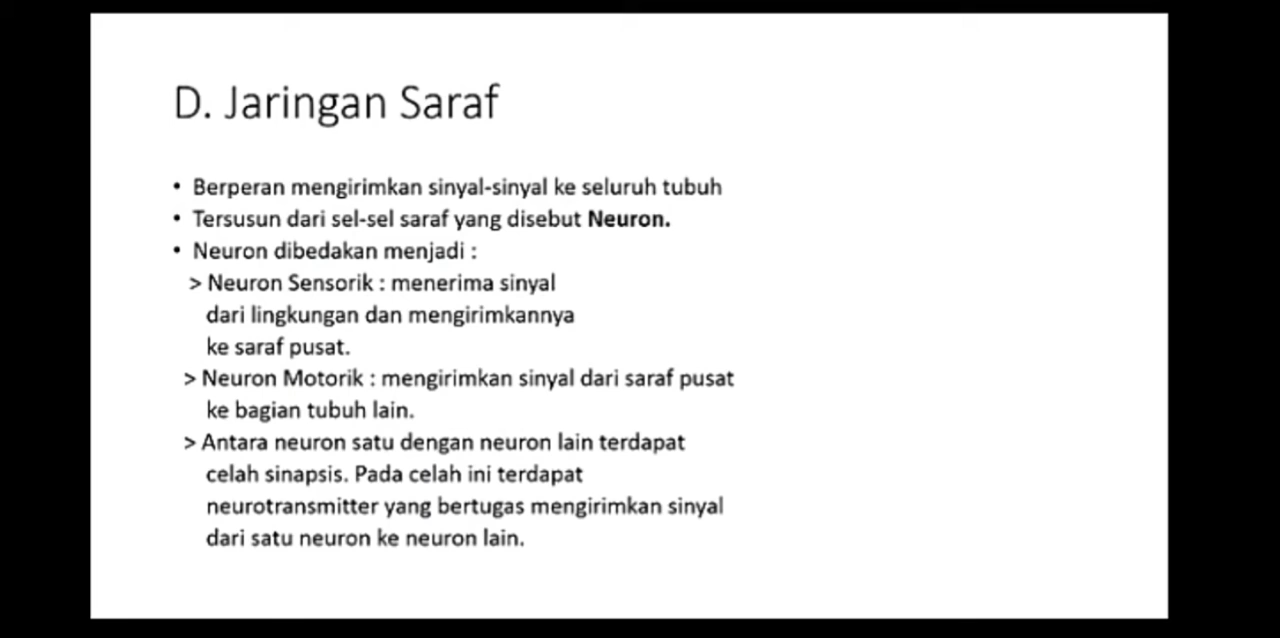 D. Jaringan Saraf
• Berperan mengirimkan sinyal-sinyal ke seluruh tubuh
• Tersusun dari sel-sel saraf yang disebut Neuron.
• Neuron dibedakan menjadi :
> Neuron Sensorik : menerima sinyal
dari lingkungan dan mengirimkannya
ke saraf pusat.
> Neuron Motorik : mengirimkan sinyal dari saraf pusat
ke bagian tubuh lain.
> Antara neuron satu dengan neuron lain terdapat
celah sinapsis. Pada celah ini terdapat
neurotransmitter yang bertugas mengirimkan sinyal
dari satu neuron ke neuron lain.